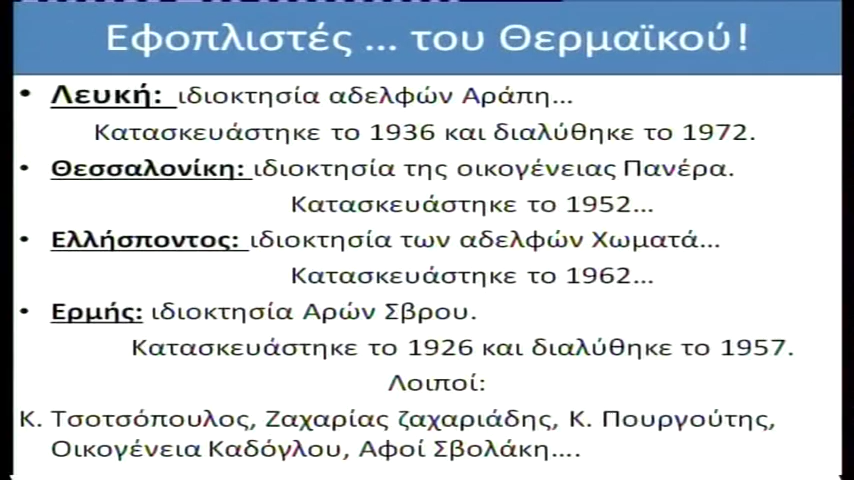 Εφοπλιστές ... του Θερμαϊκού!
• Λευκή: ιδιοκτησία αδελφών Αράπη...
Κατασκευάστηκε το 1936 και διαλύθηκε το 1972.
• Θεσσαλονίκη: ιδιοκτησία της οικογένειας Πανέρα.
Κατασκευάστηκε το 1952...
• Ελλήσποντος: ιδιοκτησία των αδελφών Χωματά...
Κατασκευάστηκε το 1962...
• Ερμής: ιδιοκτησία Αρών Σβρου.
Κατασκευάστηκε το 1926 και διαλύθηκε το 1957.
Λοιποί:
Κ. Τσοτσόπουλος, Ζαχαρίας ζαχαριάδης, Κ. Πουργούτης,
Οικογένεια Καδόγλου, Αφοί Σβολάκη....